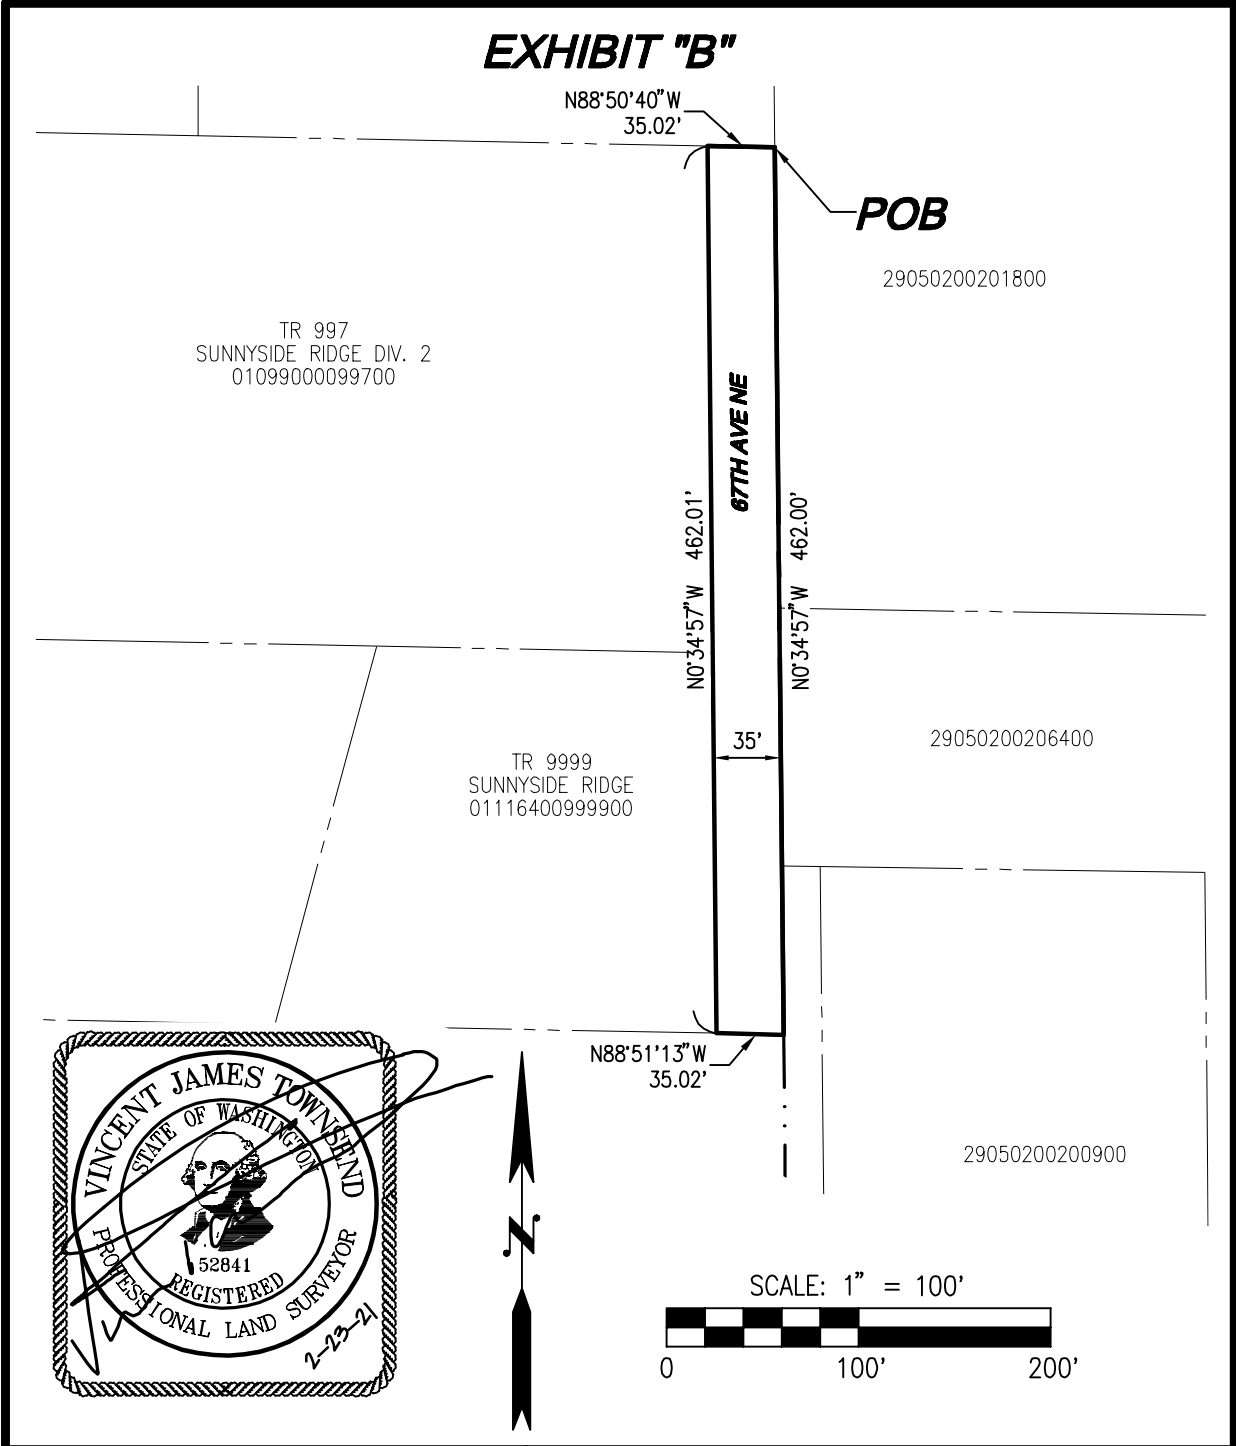 EXHIBIT "B"
N88°50'40"W
35.02'
POB
29050200201800
TR 997
SUNNYSIDE RIDGE DIV. 2
01099000099700
67TH AVE NE
N0°34'57"W 462.01'
N0°34'57"W 462.00'
35'
29050200206400
TR 9999
SUNNYSIDE RIDGE
01116400999900
N88°51'13"W
35.02'
29050200200900
VINCENT JAMES TOWNSEND
STATE OF WASHINGTON
52841
REGISTERED
PROFESSIONAL LAND SURVEYOR
2-23-21
N
SCALE: 1" = 100'
0 100' 200'